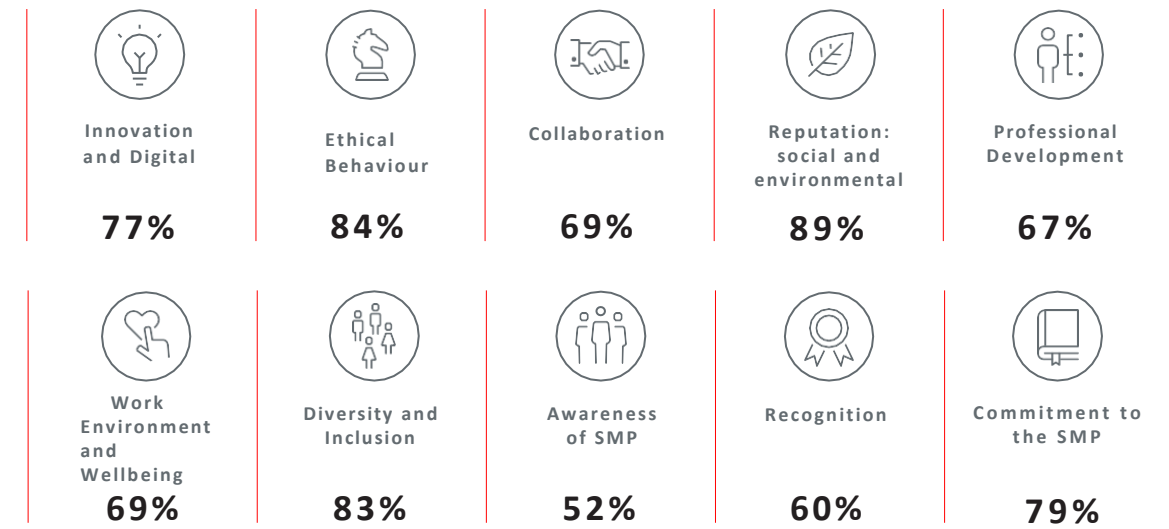 Innovation
and Digital
77%
Ethical
Behaviour
84%
Collaboration
69%
Reputation:
social and
environmental
89%
Professional
Development
67%
Work
Environment
and
Wellbeing
69%
Diversity and
Inclusion
83%
Awareness
of SMP
52%
Recognition
60%
Commitment to
the SMP
79%